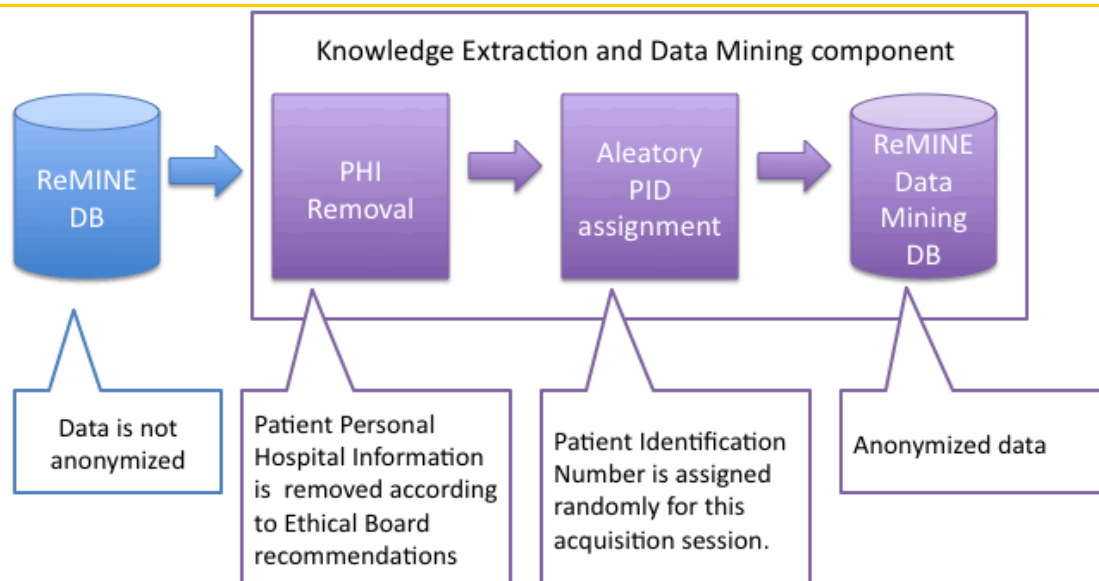 Knowledge Extraction and Data Mining component
ReMINE
DB
PHI
Removal
Aleatory
PID
assignment
ReMINE
Data
Mining
DB
Data is not
anonymized
Patient Personal
Hospital Information
is removed according
to Ethical Board
recommendations
Patient Identification
Number is assigned
randomly for this
acquisition session.
Anonymized data